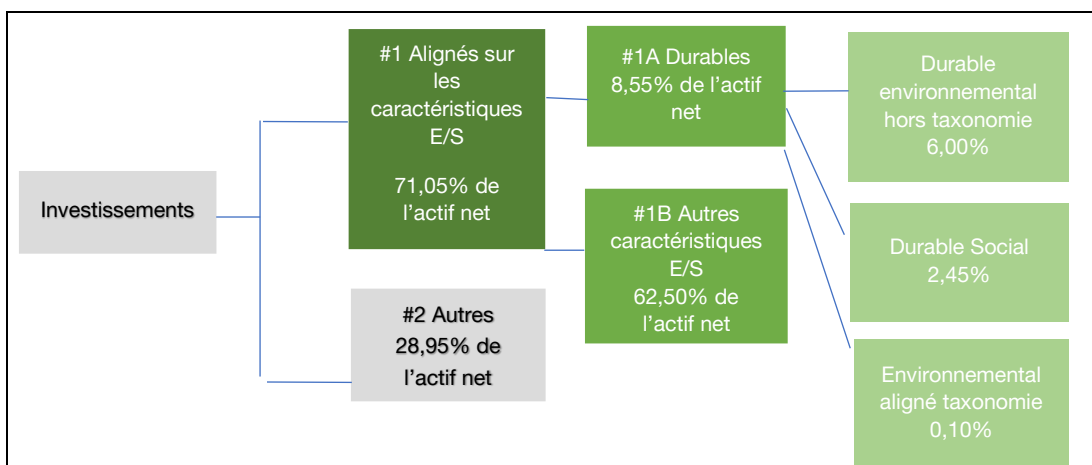 Investissements
#1 Alignés sur
les
caractéristiques
E/S
71,05% de
l'actif net
#2 Autres
28,95% de
l'actif net
#1A Durables
8,55% de l'actif
net
#1B Autres
caractéristiques
E/S
62,50% de
l'actif net
Durable
environnemental
hors taxonomie
6,00%
Durable Social
2,45%
Environnemental
aligné taxonomie
0,10%